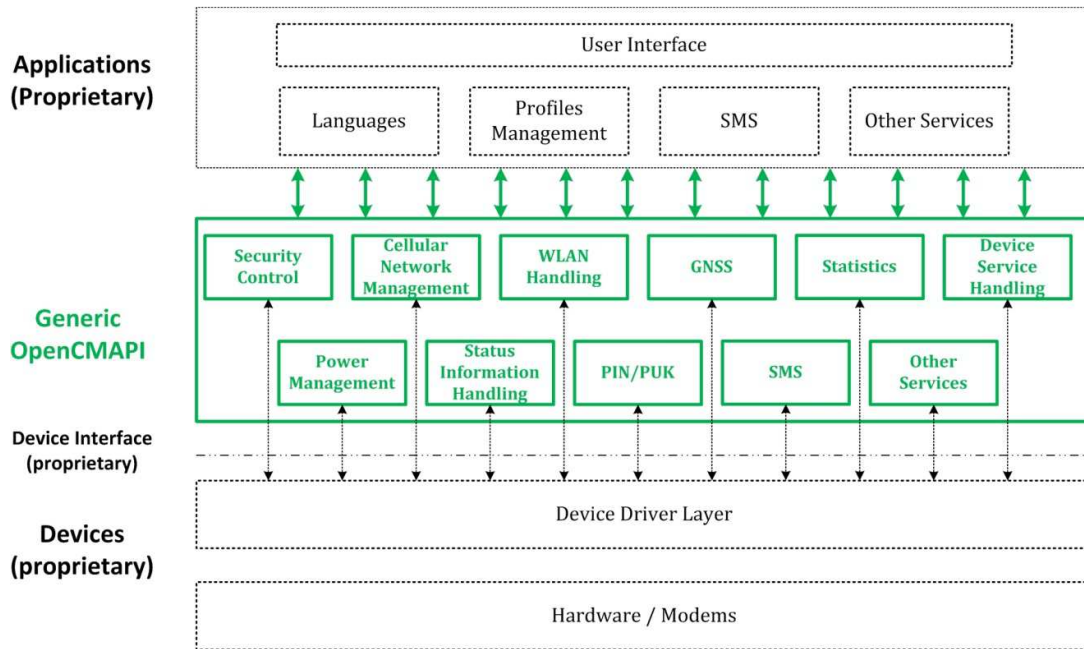 Applications
(Proprietary)
User Interface
Languages
Profiles
Management
SMS
Other Services
Generic
OpenCMAPI
Security
Control
Cellular
Network
Management
WLAN
Handling
GNSS
Statistics
Device
Service
Handling
Power
Management
Status
Information
Handling
PIN/PUK
SMS
Other
Services
Device Interface
(proprietary)
Devices
(proprietary)
Device Driver Layer
Hardware / Modems